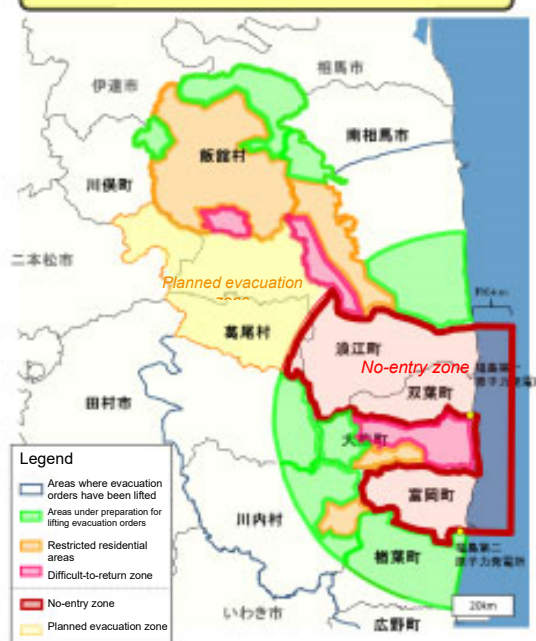 相馬市
伊達市
南相馬市
飯舘村
川俣町
二本松市
Planned evacuation
葛尾村
浪江町
No-entry zone
双葉町
田村市
富岡町
川内村
楢葉町
いわき市
広野町
20km
Legend
Areas where evacuation
orders have been lifted
Areas under preparation for
lifting evacuation orders
Restricted residential
areas
Difficult-to-return zone
No-entry zone
Planned evacuation zone